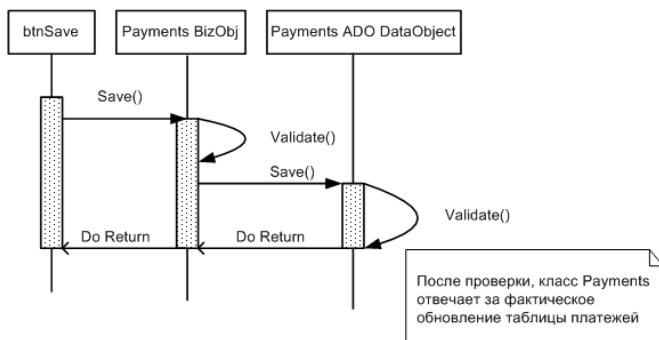 btnSave
Payments BizObj
Payments ADO DataObject
Save()
Validate()
Save()
Validate()
Do Return
Do Return
После проверки, класс Payments
отвечает за фактическое
обновление таблицы платежей